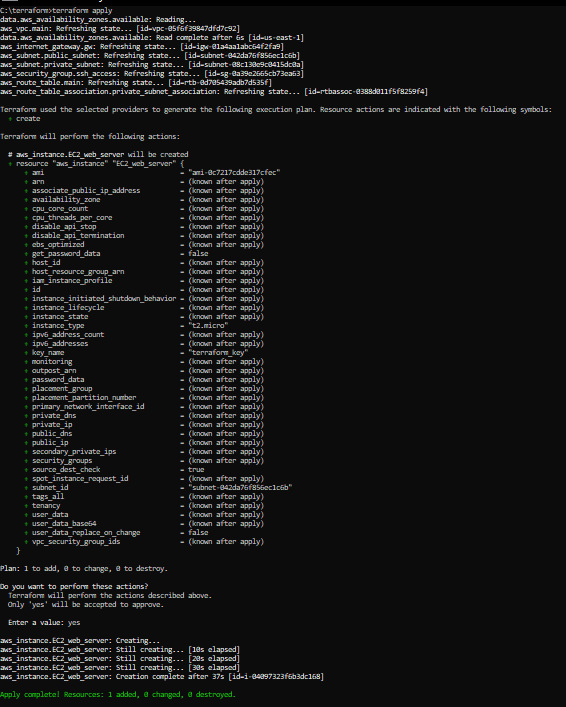 C:\terraform>terraform apply
data.aws_availability_zones.available: Reading...
aws_vpc.main: Refreshing state... [id=vpc-05f6f39847dfd7c92]
data.aws_availability_zones.available: Read complete after 6s [id=us-east-1]
aws_internet_gateway.gw: Refreshing state... [id=igw-01a4aa1abc64f2fa9]
aws_subnet.public_subnet: Refreshing state... [id=subnet-042da76f856ec1c6b]
aws_subnet.private_subnet: Refreshing state... [id=subnet-08c130e9c0415dc0a]
aws_security_group.ssh_access: Refreshing state... [id=sg-0a39e2665cb73ea63]
aws_route_table.main: Refreshing state... [id=rtb-0d705439adb7d535f]
aws_route_table_association.private_subnet_association: Refreshing state... [id=rtbassoc-0388d011f5f8259f4]
Terraform used the selected providers to generate the following execution plan. Resource actions are indicated with the following symbols:
+ create
Terraform will perform the following actions:
# aws_instance.EC2_web_server will be created
+ resource "aws_instance" "EC2_web_server" {
+ ami = "ami-0c7217cdde317cfec"
+ arn = (known after apply)
+ associate_public_ip_address = (known after apply)
+ availability_zone = (known after apply)
+ cpu_core_count = (known after apply)
+ cpu_threads_per_core = (known after apply)
+ disable_api_stop = (known after apply)
+ disable_api_termination = (known after apply)
+ ebs_optimized = (known after apply)
+ get_password_data = false
+ host_id = (known after apply)
+ host_resource_group_arn = (known after apply)
+ iam_instance_profile = (known after apply)
+ id = (known after apply)
+ instance_initiated_shutdown_behavior = (known after apply)
+ instance_lifecycle = (known after apply)
+ instance_state = (known after apply)
+ instance_type = "t2.micro"
+ ipv6_address_count = (known after apply)
+ ipv6_addresses = (known after apply)
+ key_name = "terraform_key"
+ monitoring = (known after apply)
+ outpost_arn = (known after apply)
+ password_data = (known after apply)
+ placement_group = (known after apply)
+ placement_partition_number = (known after apply)
+ primary_network_interface_id = (known after apply)
+ private_dns = (known after apply)
+ private_ip = (known after apply)
+ public_dns = (known after apply)
+ public_ip = (known after apply)
+ secondary_private_ips = (known after apply)
+ security_groups = (known after apply)
+ source_dest_check = true
+ spot_instance_request_id = (known after apply)
+ subnet_id = "subnet-042da76f856ec1c6b"
+ tags_all = (known after apply)
+ tenancy = (known after apply)
+ user_data = (known after apply)
+ user_data_base64 = (known after apply)
+ user_data_replace_on_change = false
+ vpc_security_group_ids = (known after apply)
}
Plan: 1 to add, 0 to change, 0 to destroy.
Do you want to perform these actions?
Terraform will perform the actions described above.
Only 'yes' will be accepted to approve.
Enter a value: yes
aws_instance.EC2_web_server: Creating...
aws_instance.EC2_web_server: Still creating... [10s elapsed]
aws_instance.EC2_web_server: Still creating... [20s elapsed]
aws_instance.EC2_web_server: Still creating... [30s elapsed]
aws_instance.EC2_web_server: Creation complete after 37s [id=i-04097323f6b3dc168]
Apply complete! Resources: 1 added, 0 changed, 0 destroyed.